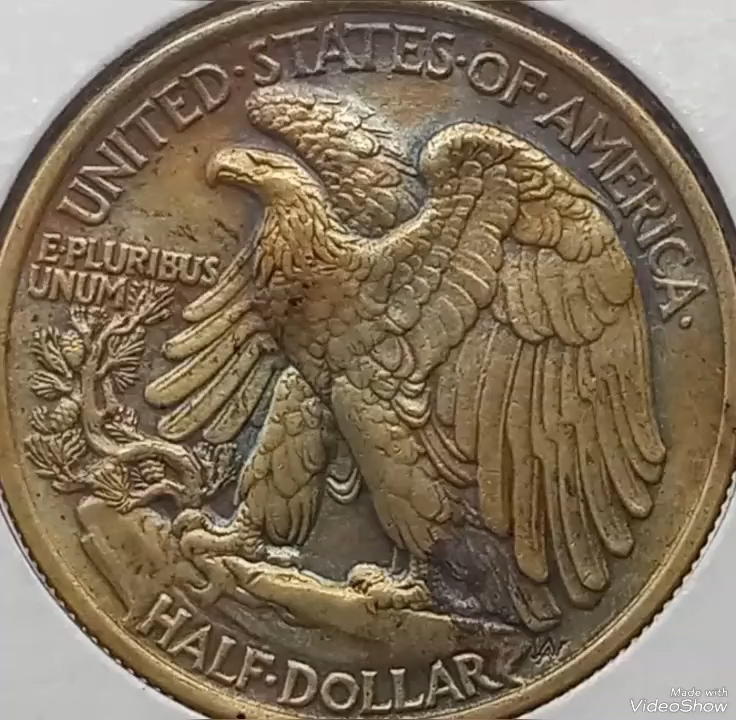 UNITED·STATES·OF·AMERICA·
E·PLURIBUS
UNUM
HALF·DOLLAR
AW
Made with
VideoShow